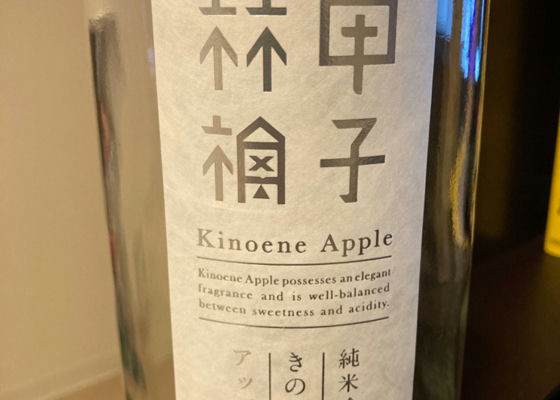 甲子
林檎
Kinoene Apple
Kinoene Apple possesses an elegant
fragrance and is well-balanced
between sweetness and acidity.
純米
きの
アッ